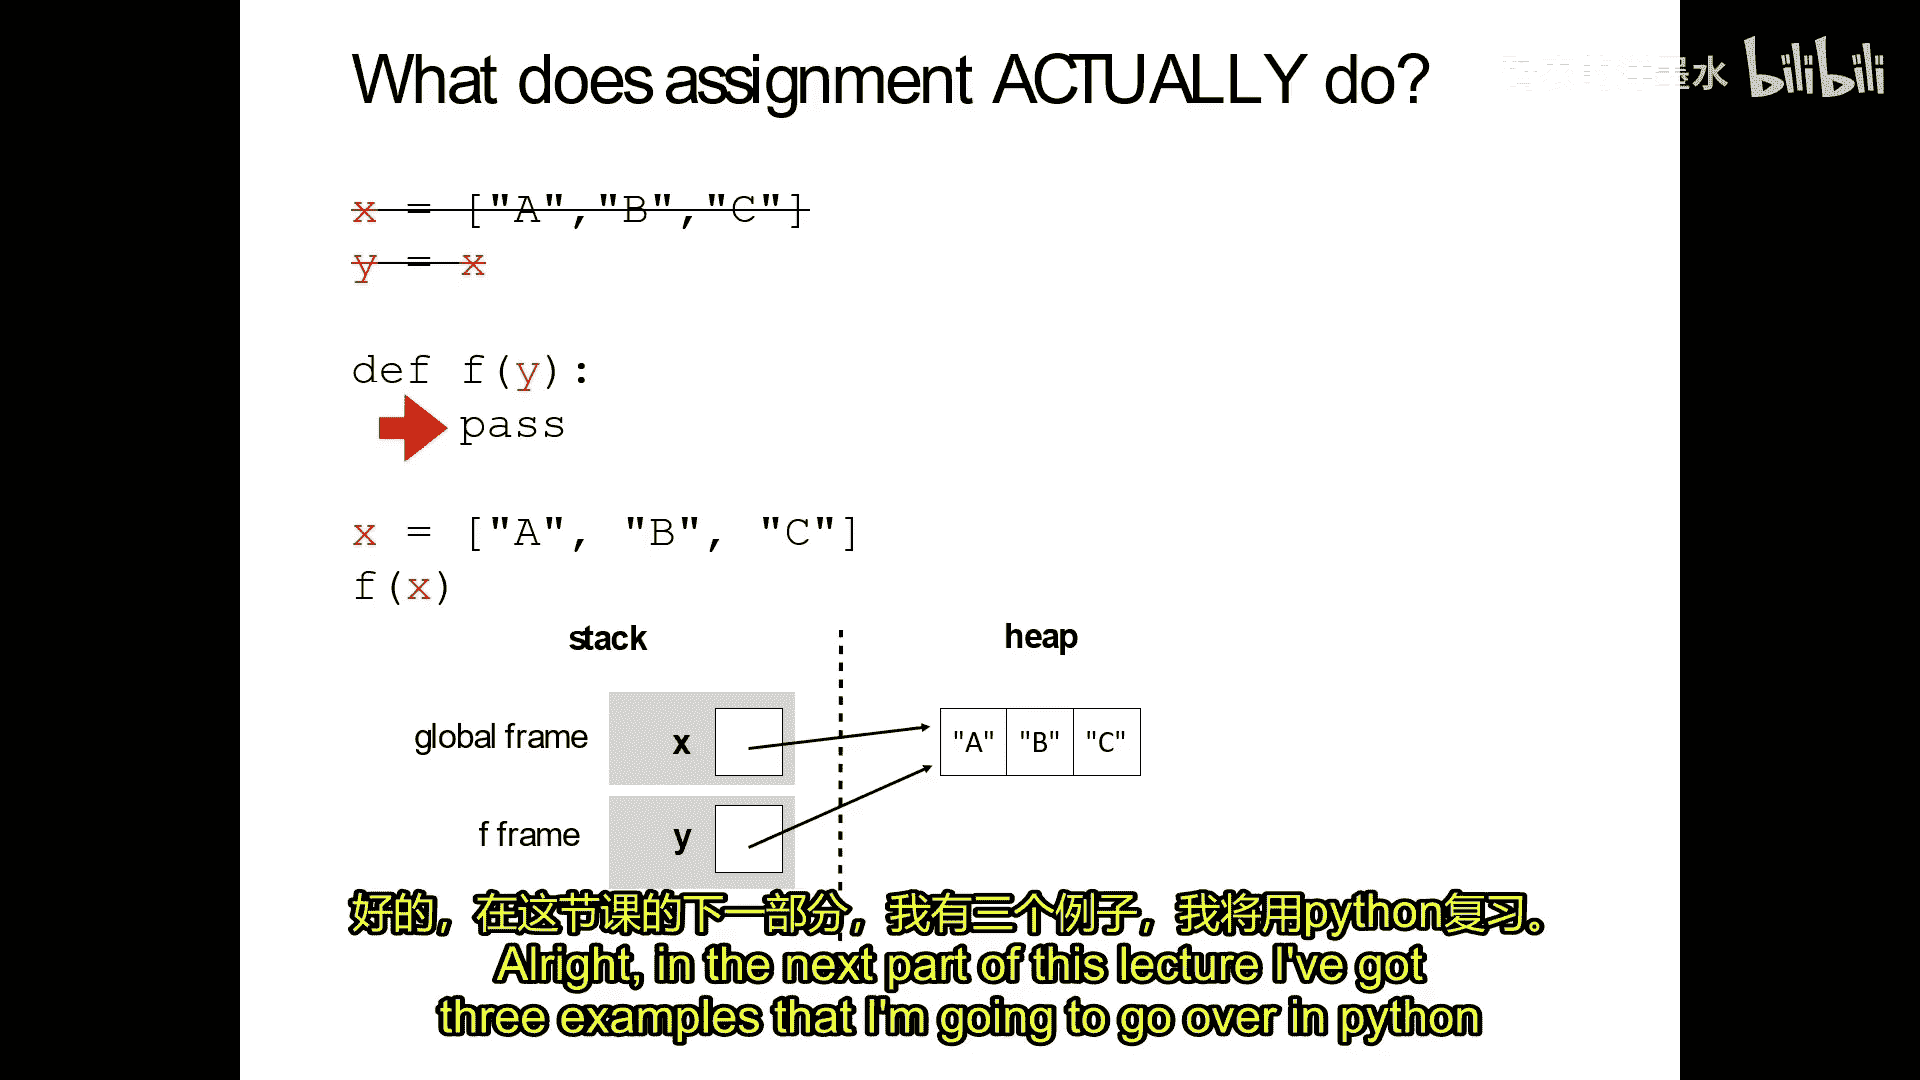 What does assignment ACTUALLY do?
水 bilibili
x = ["A","B","C"]
y = x
def f(y):
pass
x = ["A", "B", "C"]
f(x)
stack
heap
global frame
x
"A" "B" "C"
f frame
y
好的，在这节课的下一部分，我有三个例子，我将用python复习。
Alright, in the next part of this lecture I've got
three examples that I'm going to go over in python